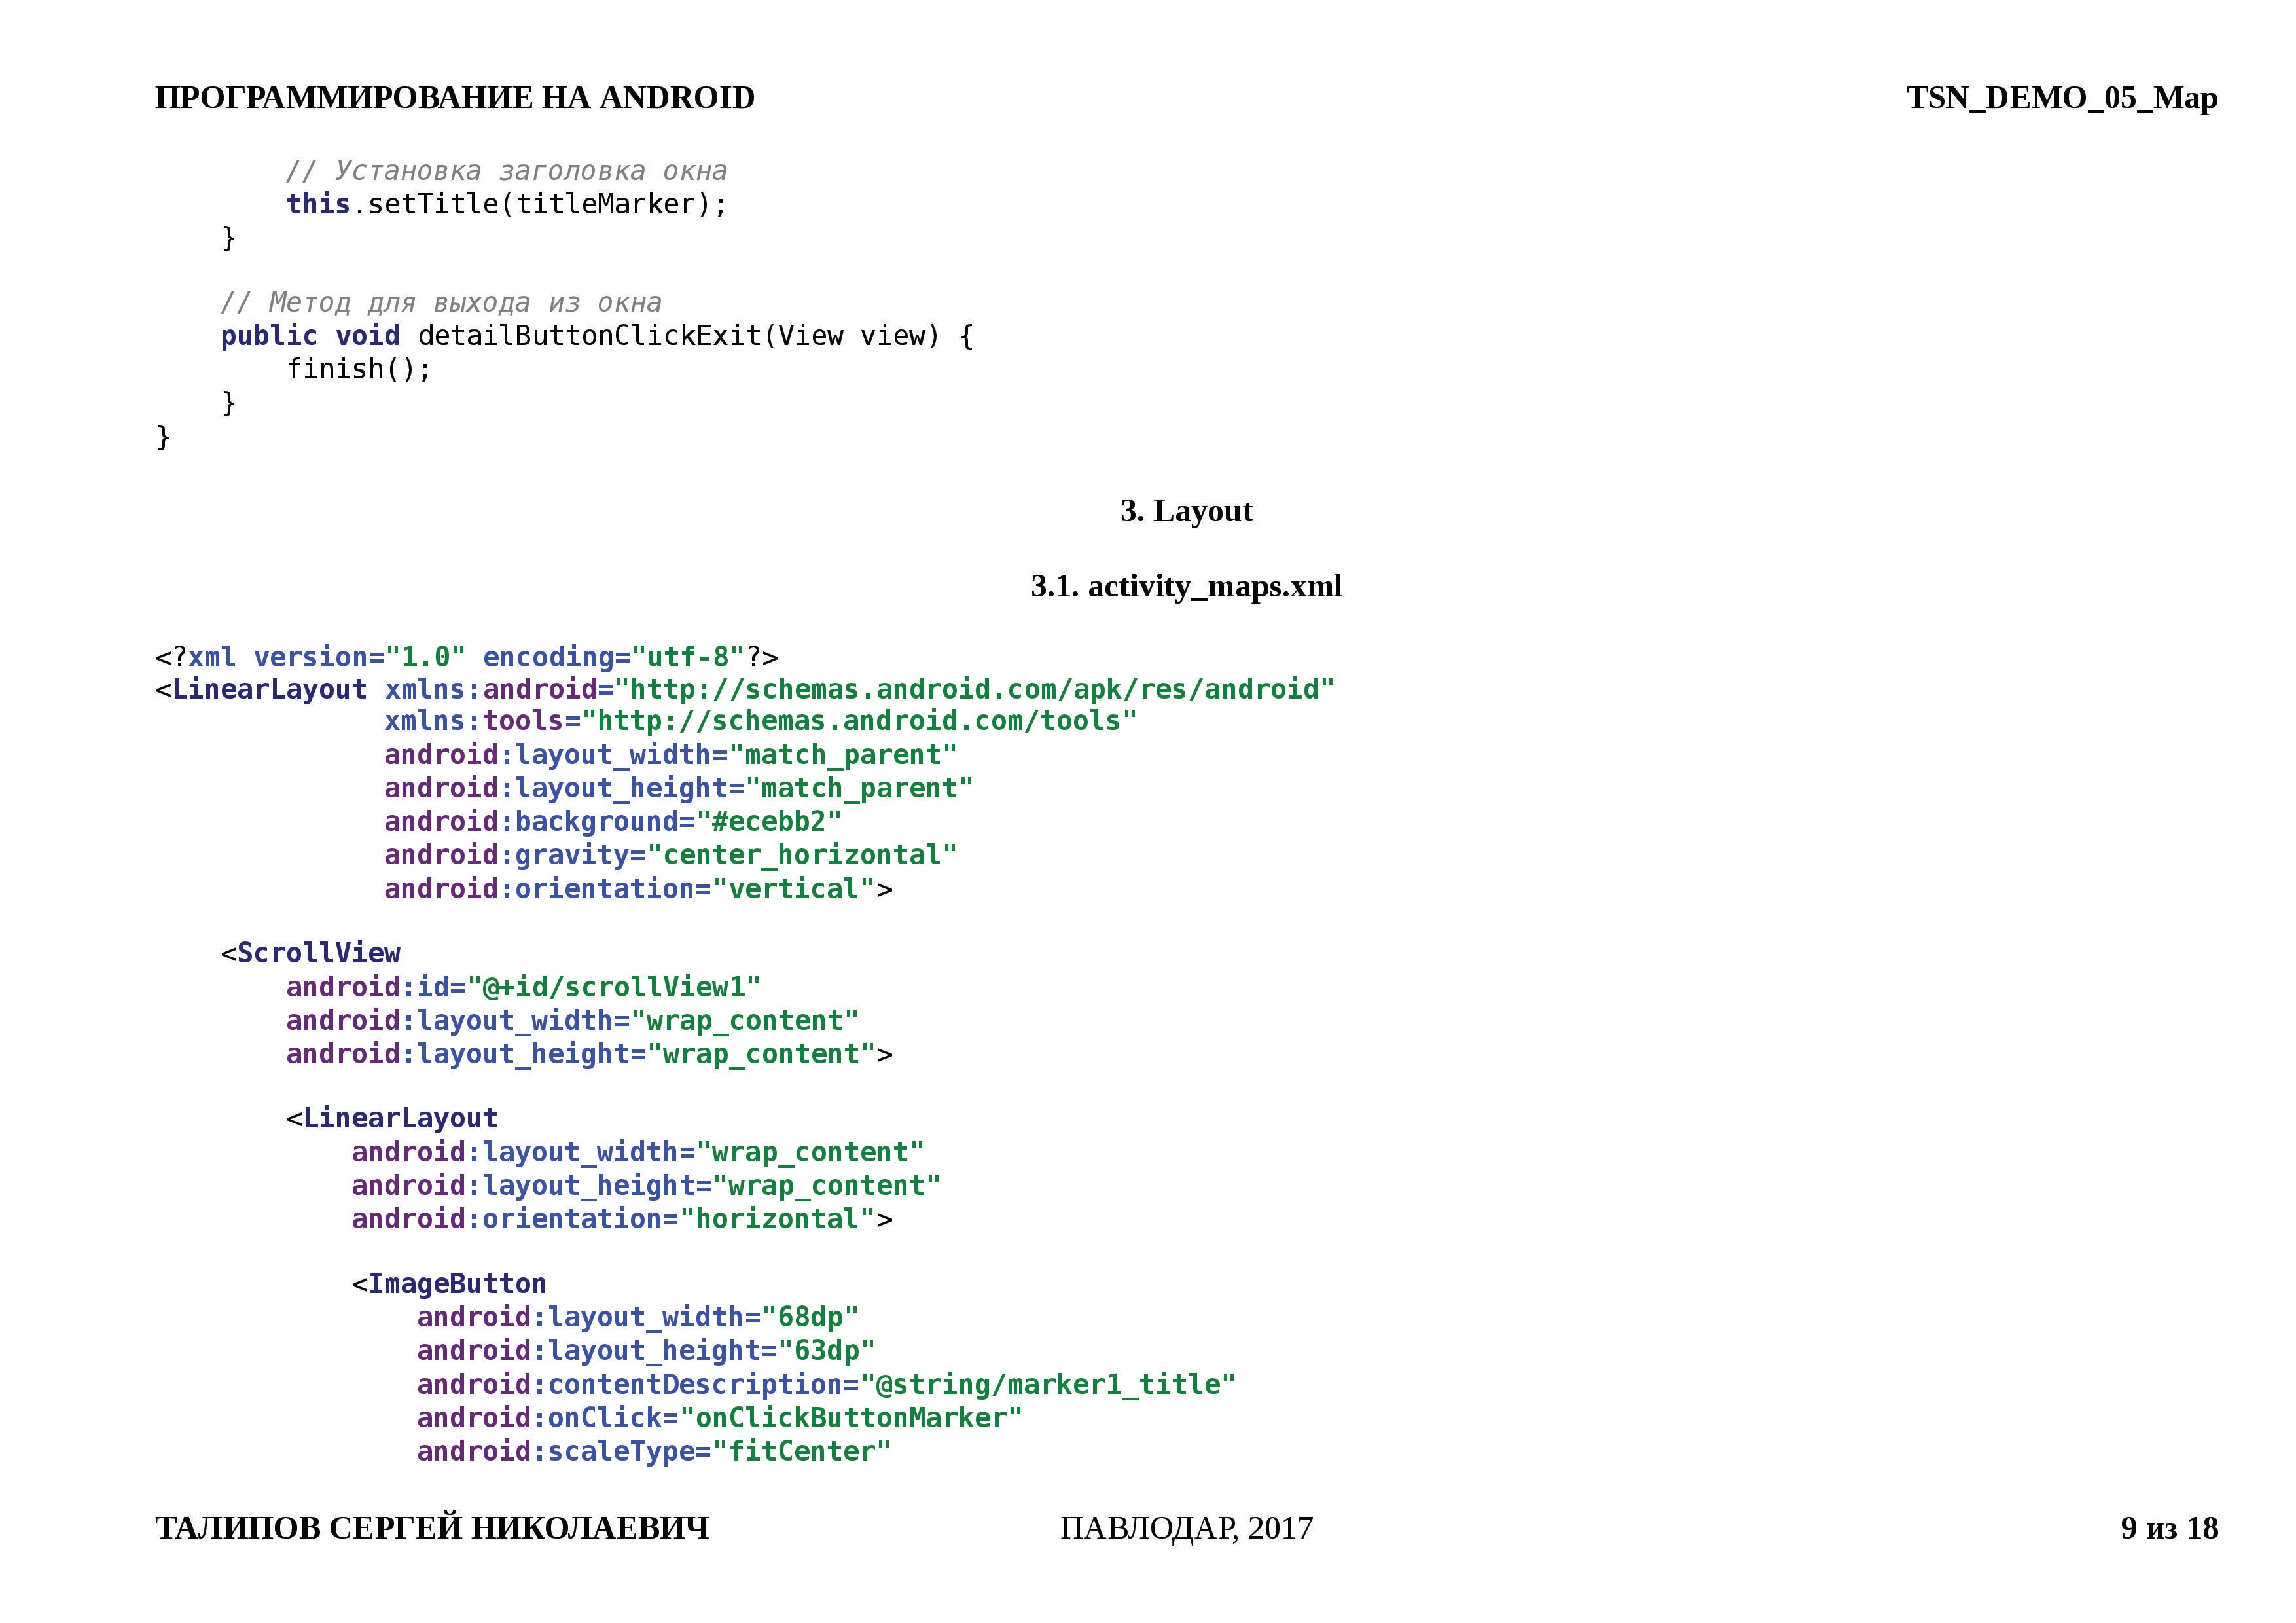 ПРОГРАММИРОВАНИЕ НА ANDROID TSN_DEMO_05_Map
// Установка заголовка окна
this.setTitle(titleMarker);
}
// Метод для выхода из окна
public void detailButtonClickExit(View view) {
finish();
}
}
3. Layout
3.1. activity_maps.xml
<?xml version="1.0" encoding="utf-8"?>
<LinearLayout xmlns:android="http://schemas.android.com/apk/res/android"
xmlns:tools="http://schemas.android.com/tools"
android:layout_width="match_parent"
android:layout_height="match_parent"
android:background="#ecebb2"
android:gravity="center_horizontal"
android:orientation="vertical">
<ScrollView
android:id="@+id/scrollView1"
android:layout_width="wrap_content"
android:layout_height="wrap_content">
<LinearLayout
android:layout_width="wrap_content"
android:layout_height="wrap_content"
android:orientation="horizontal">
<ImageButton
android:layout_width="68dp"
android:layout_height="63dp"
android:contentDescription="@string/marker1_title"
android:onClick="onClickButtonMarker"
android:scaleType="fitCenter"
ТАЛИПОВ СЕРГЕЙ НИКОЛАЕВИЧ ПАВЛОДАР, 2017 9 из 18